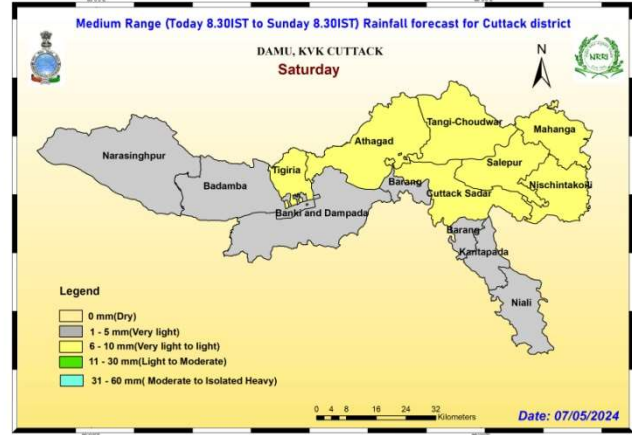 Medium Range (Today 8.30IST to Sunday 8.30IST) Rainfall forecast for Cuttack district
DAMU, KVK CUTTACK
Saturday
N
NRRI
Tangi-Choudwar
Mahanga
Athagad
Narasinghpur
Salepur
Tigiria
Badamba
Barang
Nischintakoili
Cuttack Sadar
Banki and Dampada
Barang
Kantapada
Niali
Legend
0 mm(Dry)
1 - 5 mm(Very light)
6 - 10 mm(Very light to light)
11 - 30 mm(Light to Moderate)
31 - 60 mm( Moderate to Isolated Heavy)
0 4 8 16 24 32
Kilometers
Date: 07/05/2024